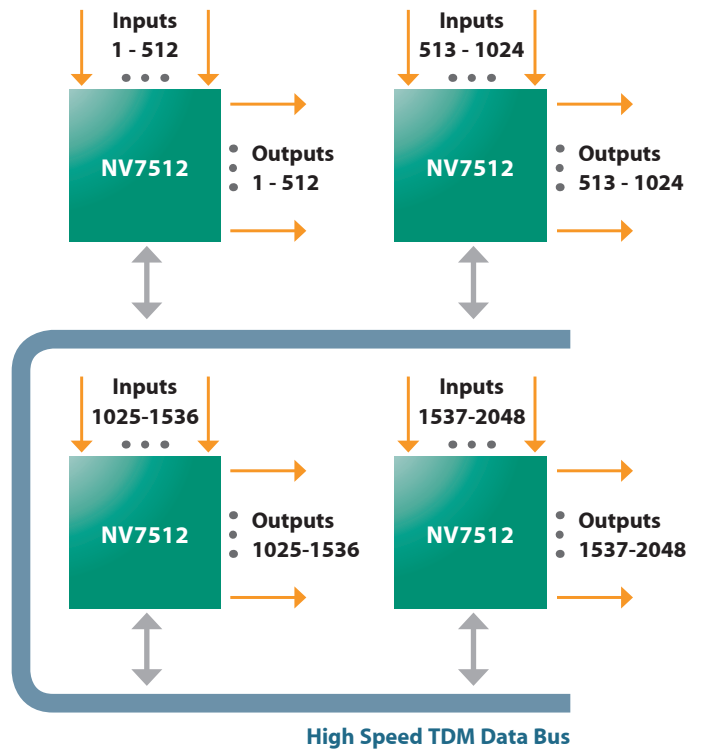 Inputs
1 - 512
NV7512
Outputs
1 - 512
Inputs
513 - 1024
NV7512
Outputs
513 - 1024
Inputs
1025-1536
NV7512
Outputs
1025-1536
Inputs
1537-2048
NV7512
Outputs
1537-2048
High Speed TDM Data Bus